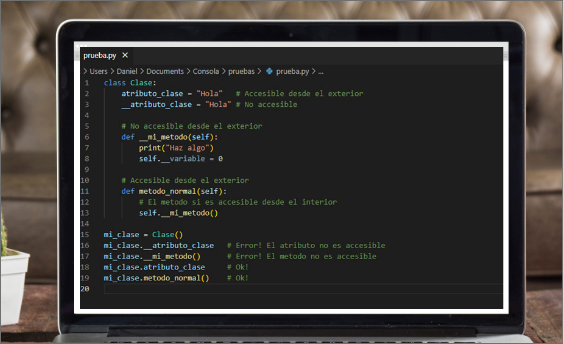 prueba.py ×
> Users > Daniel > Documents > Consola > pruebas > prueba.py > ...
1 class Clase:
2 atributo_clase = "Hola" # Accesible desde el exterior
3 __atributo_clase = "Hola" # No accesible
4
5 # No accesible desde el exterior
6 def __mi_metodo(self):
7 print("Haz algo")
8 self.__variable = 0
9
10 # Accesible desde el exterior
11 def metodo_normal(self):
12 # El metodo si es accesible desde el interior
13 self.__mi_metodo()
14
15 mi_clase = Clase()
16 mi_clase.__atributo_clase # Error! El atributo no es accesible
17 mi_clase.__mi_metodo() # Error! El metodo no es accesible
18 mi_clase.atributo_clase # Ok!
19 mi_clase.metodo_normal() # Ok!
20